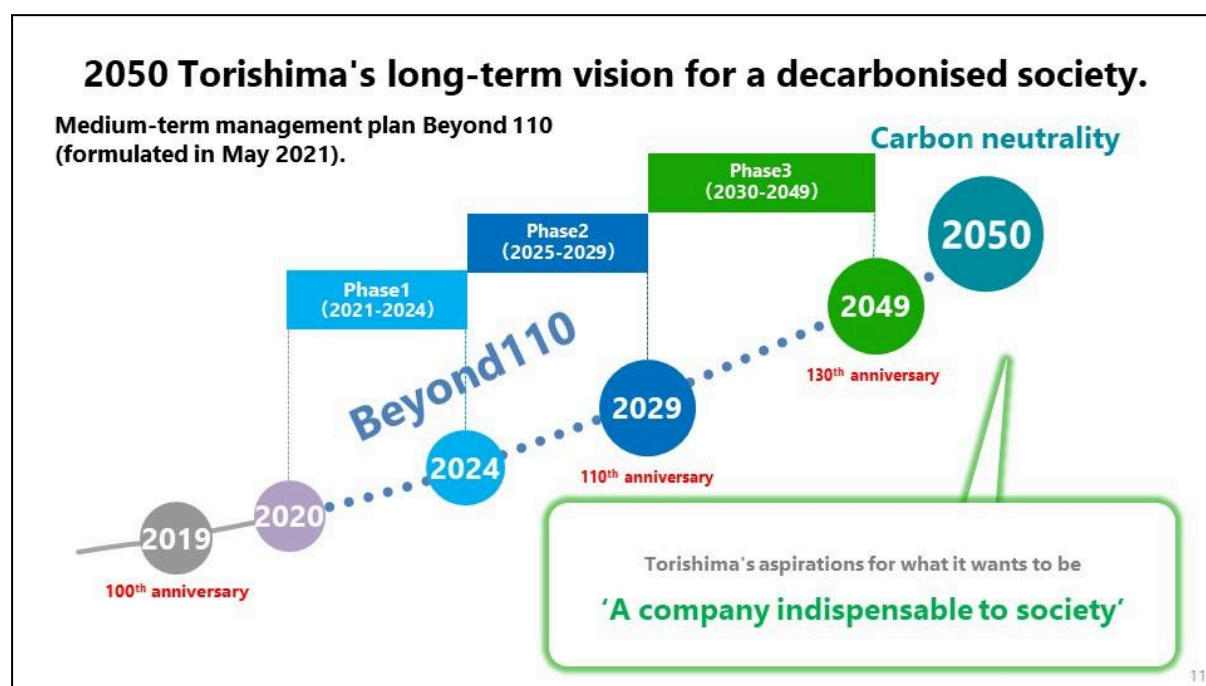 2050 Torishima's long-term vision for a decarbonised society.
Medium-term management plan Beyond 110
(formulated in May 2021).
Carbon neutrality
Phase3
(2030-2049)
2050
Phase2
(2025-2029)
Phase1
(2021-2024)
2049
130th anniversary
Beyond110
2029
110th anniversary
2024
2020
2019
100th anniversary
Torishima's aspirations for what it wants to be
‘A company indispensable to society’
11